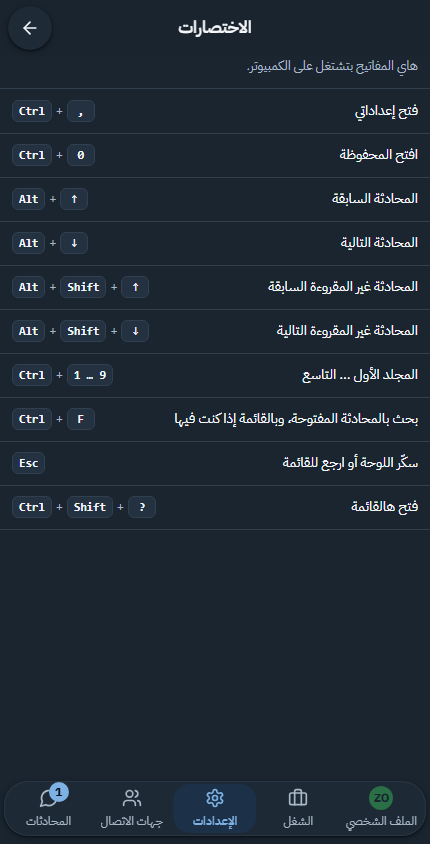 الاختصارات
هاي المفاتيح بتشتغل على الكمبيوتر.
فتح إعداداتي Ctrl + ,
افتح المحفوظة Ctrl + 0
المحادثة السابقة Alt + ↑
المحادثة التالية Alt + ↓
المحادثة غير المقروءة السابقة Alt + Shift + ↑
المحادثة غير المقروءة التالية Alt + Shift + ↓
المجلد الأول ... التاسع Ctrl + 1 … 9
بحث بالمحادثة المفتوحة، وبالقائمة إذا كنت فيها Ctrl + F
سكّر اللوحة أو ارجع للقائمة Esc
فتح هالقائمة Ctrl + Shift + ?
ZO
الملف الشخصي
الشغل
الإعدادات
جهات الاتصال
1
المحادثات